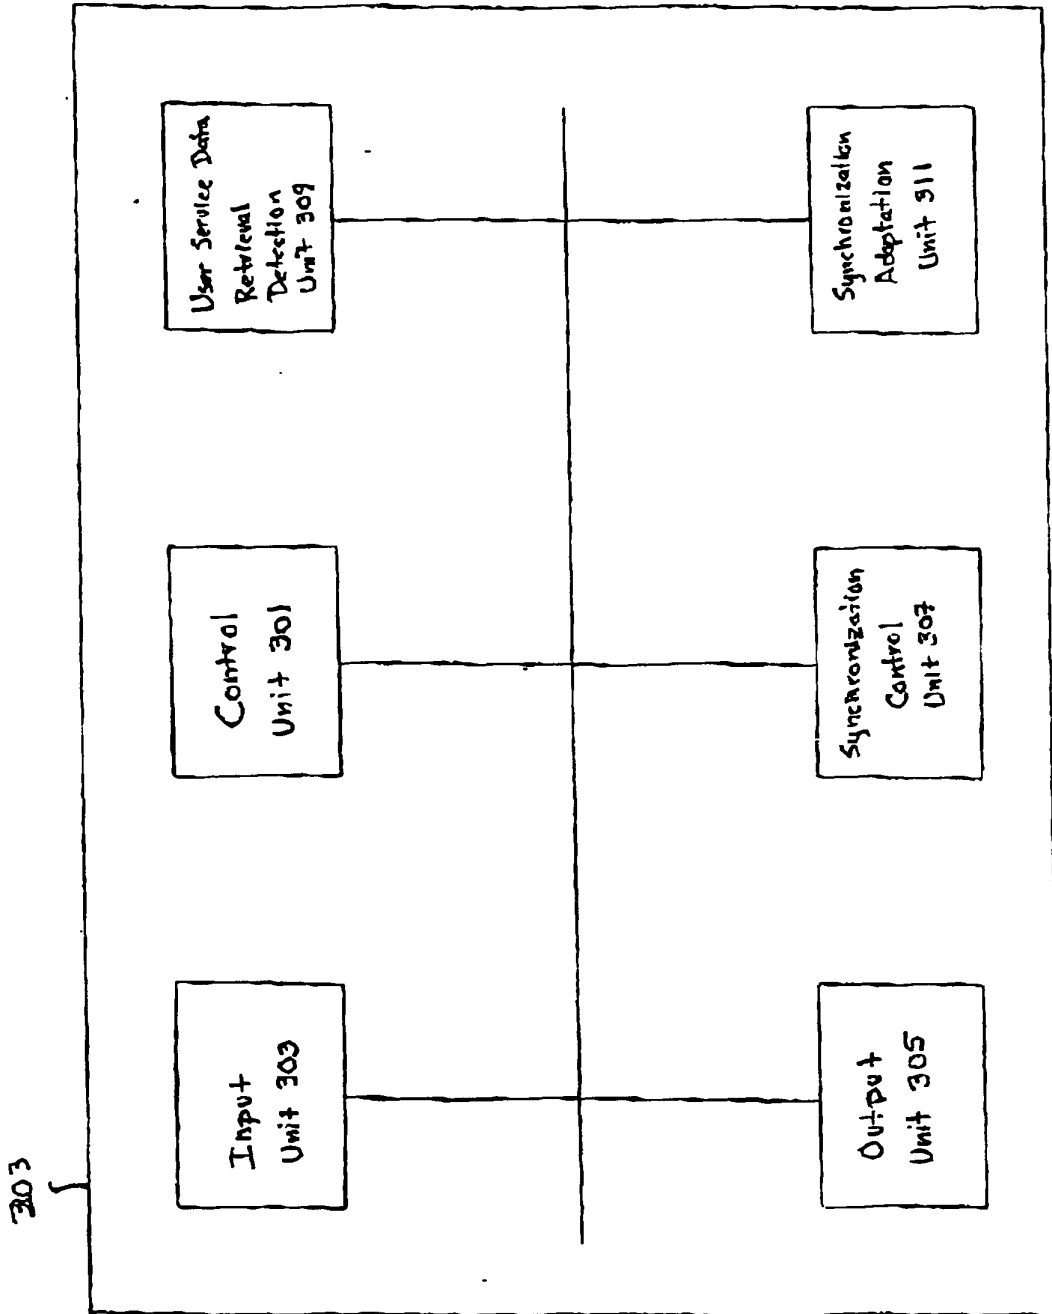 Input
Unit 303
Control
Unit 301
User Service Data
Retrieval
Detection
Unit 309
Output
Unit 305
Synchronization
Control
Unit 307
Synchronization
Adaptation
Unit 311